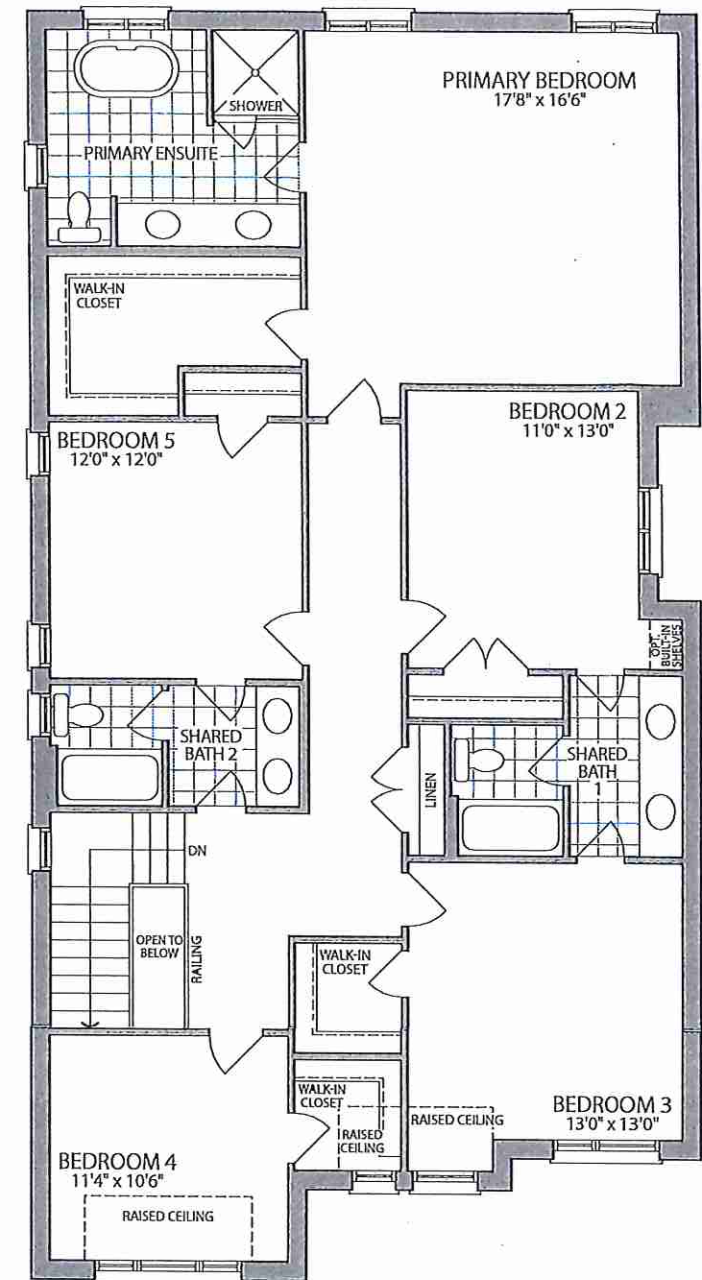 PRIMARY BEDROOM
17'8" x 16'6"
SHOWER
PRIMARY ENSUITE
WALK-IN
CLOSET
BEDROOM 2
11'0" x 13'0"
BEDROOM 5
12'0" x 12'0"
OPT.
BUILT-IN
SHELVES
SHARED
BATH 2
SHARED
BATH
1
LINEN
DN
OPEN TO
BELOW
RAILING
WALK-IN
CLOSET
WALK-IN
CLOSET
RAISED
CEILING
RAISED CEILING
BEDROOM 3
13'0" x 13'0"
BEDROOM 4
11'4" x 10'6"
RAISED CEILING